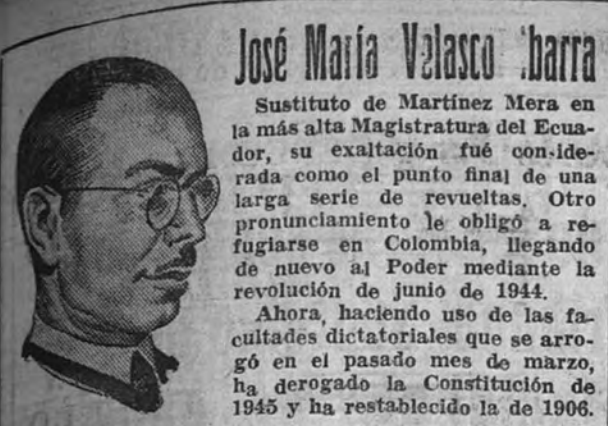 José María Velasco Ibarra
Sustituto de Martínez Mera en
la más alta Magistratura del Ecua-
dor, su exaltación fué conside-
rada como el punto final de una
larga serie de revueltas. Otro
pronunciamiento le obligó a re-
fugiarse en Colombia, llegando
de nuevo al Poder mediante la
revolución de junio de 1944.
Ahora, haciendo uso de las fa-
cultades dictatoriales que se arro-
gó en el pasado mes de marzo,
ha derogado la Constitución de
1945 y ha restablecido la de 1906.